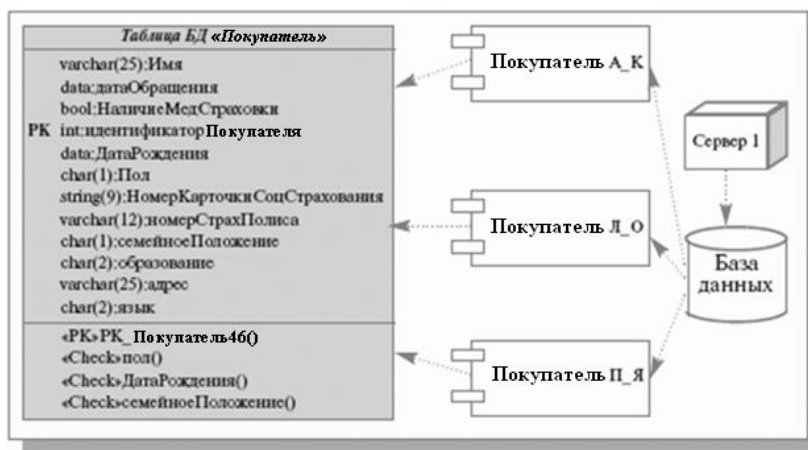 Таблица БД «Покупатель»
varchar(25):Имя
data:датаОбращения
bool:НаличиеМедСтраховки
PK int:идентификаторПокупателя
data:ДатаРождения
char(1):Пол
string(9):НомерКарточкиСоцСтрахования
varchar(12):номерСтрахПолиса
char(1):семейноеПоложение
char(2):образование
varchar(25):адрес
char(2):язык
«PK»PK_Покупатель46()
«Check»пол()
«Check»ДатаРождения()
«Check»семейноеПоложение()
Покупатель А_К
Покупатель Л_О
Покупатель П_Я
Сервер 1
База
данных